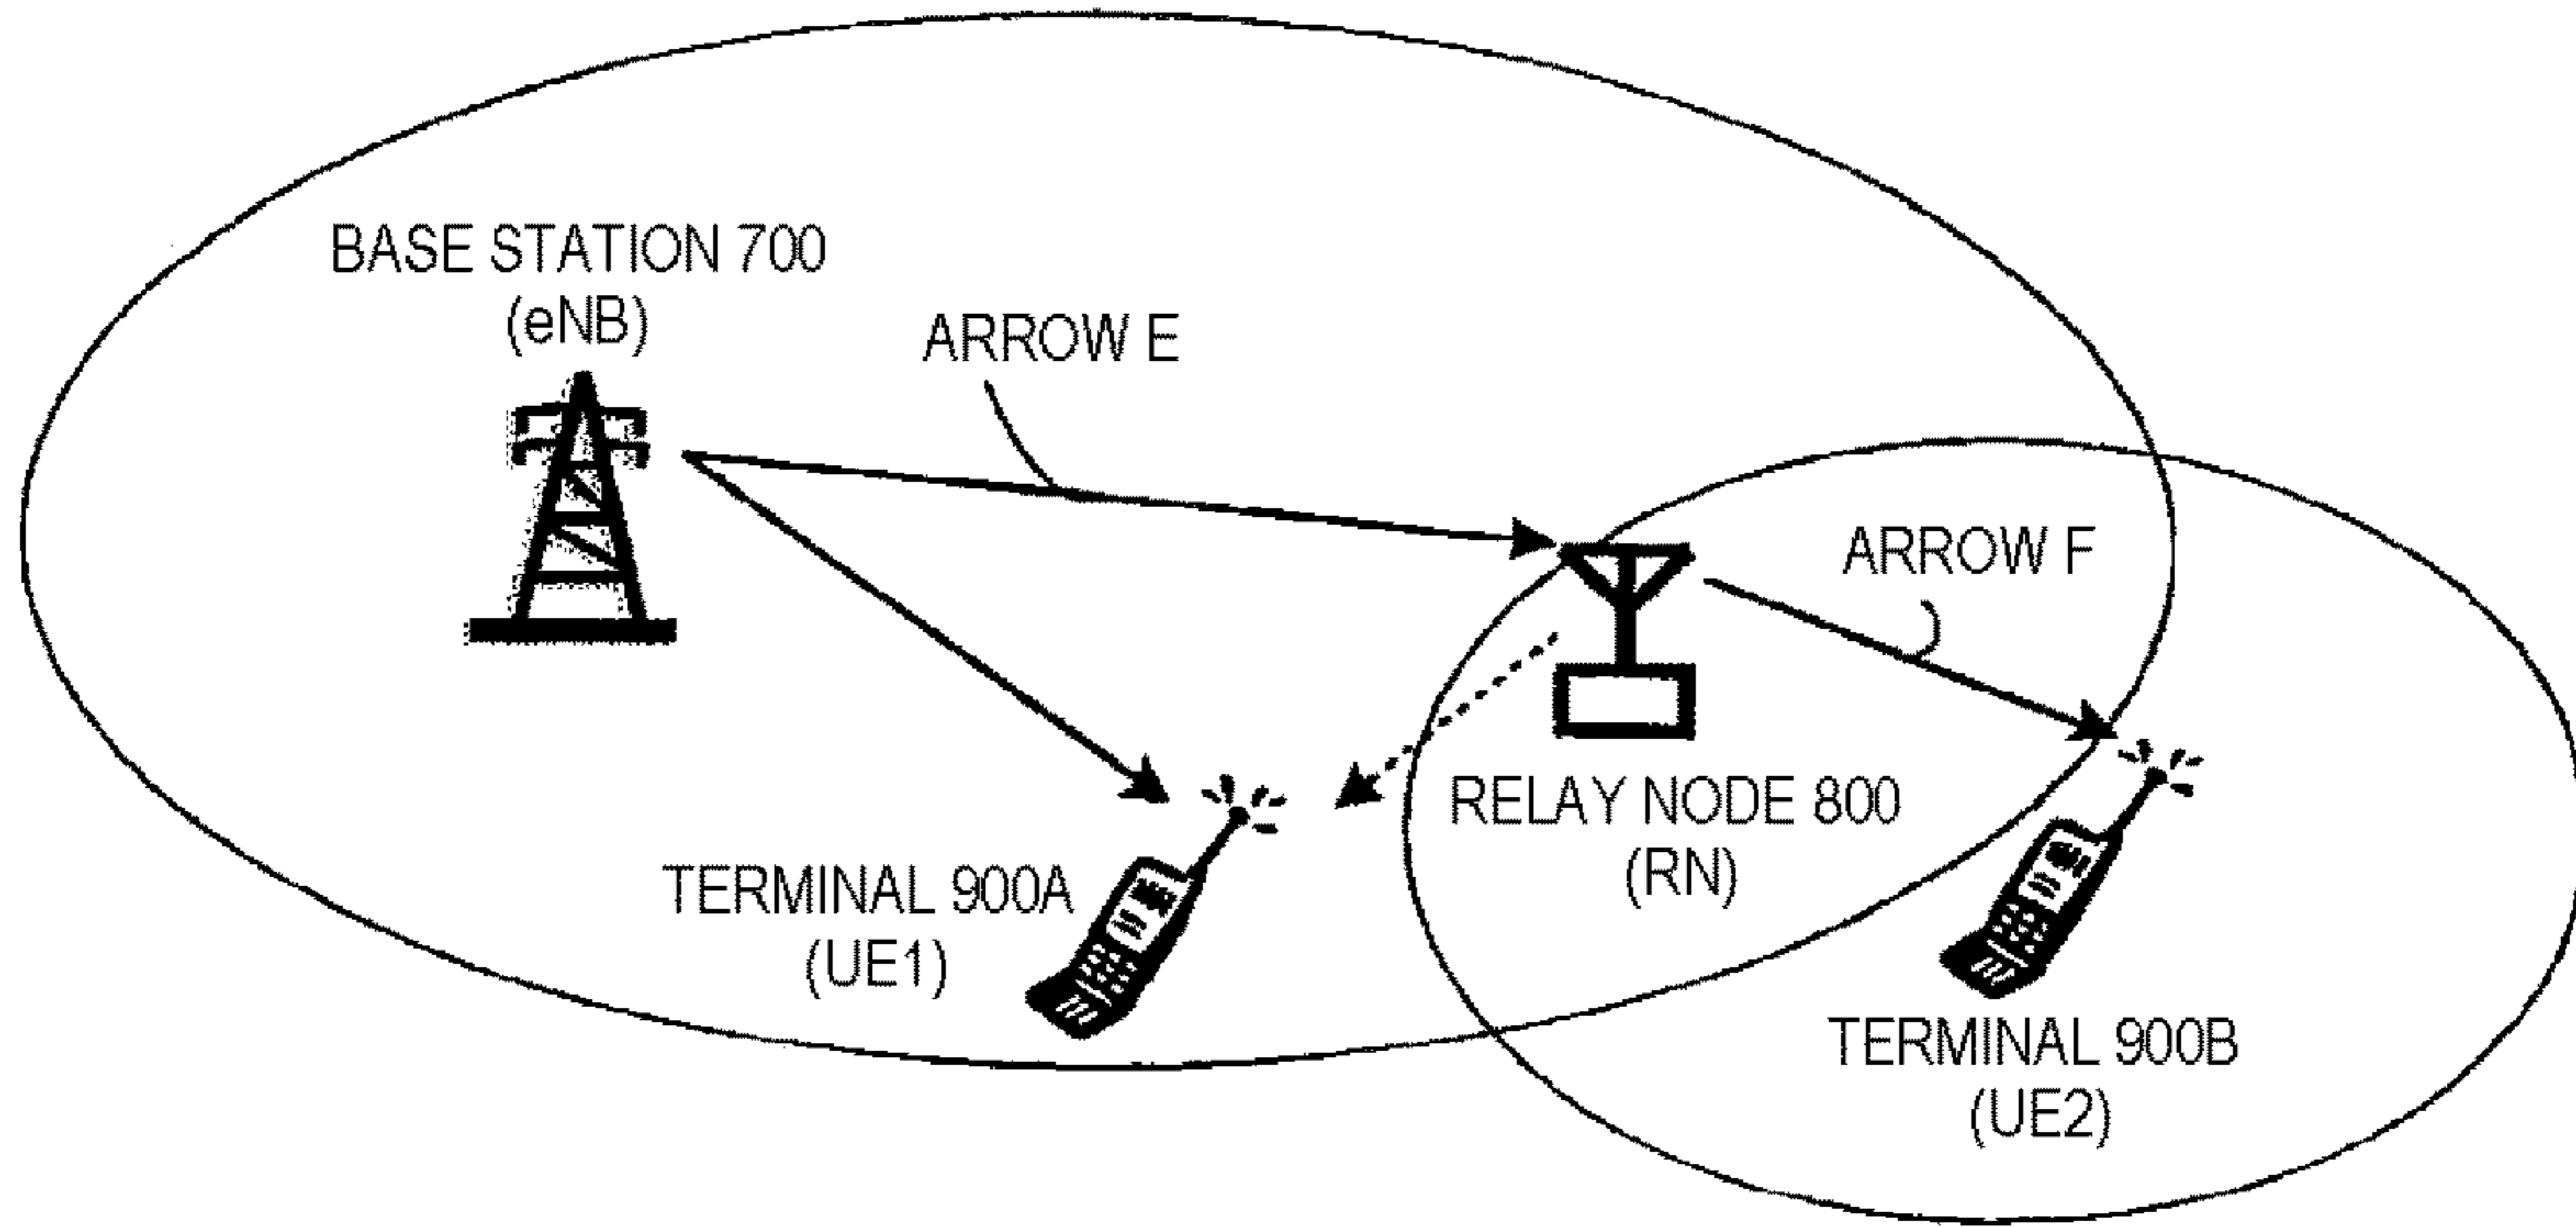 BASE STATION 700
(eNB)
ARROW E
ARROW F
RELAY NODE 800
(RN)
TERMINAL 900A
(UE1)
TERMINAL 900B
(UE2)